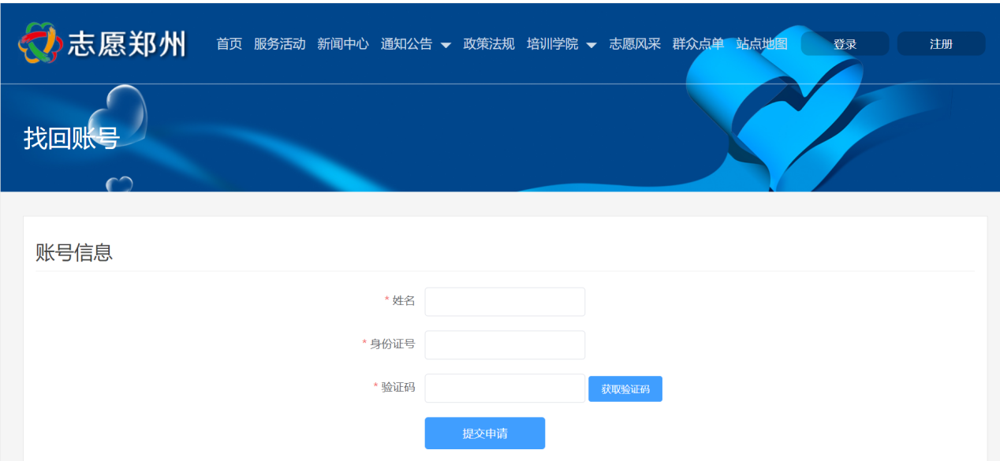 志愿郑州 首页 服务活动 新闻中心 通知公告 政策法规 培训学院 志愿风采 群众点单 站点地图 登录 注册
找回账号
账号信息
* 姓名
* 身份证号
* 验证码 获取验证码
提交申请